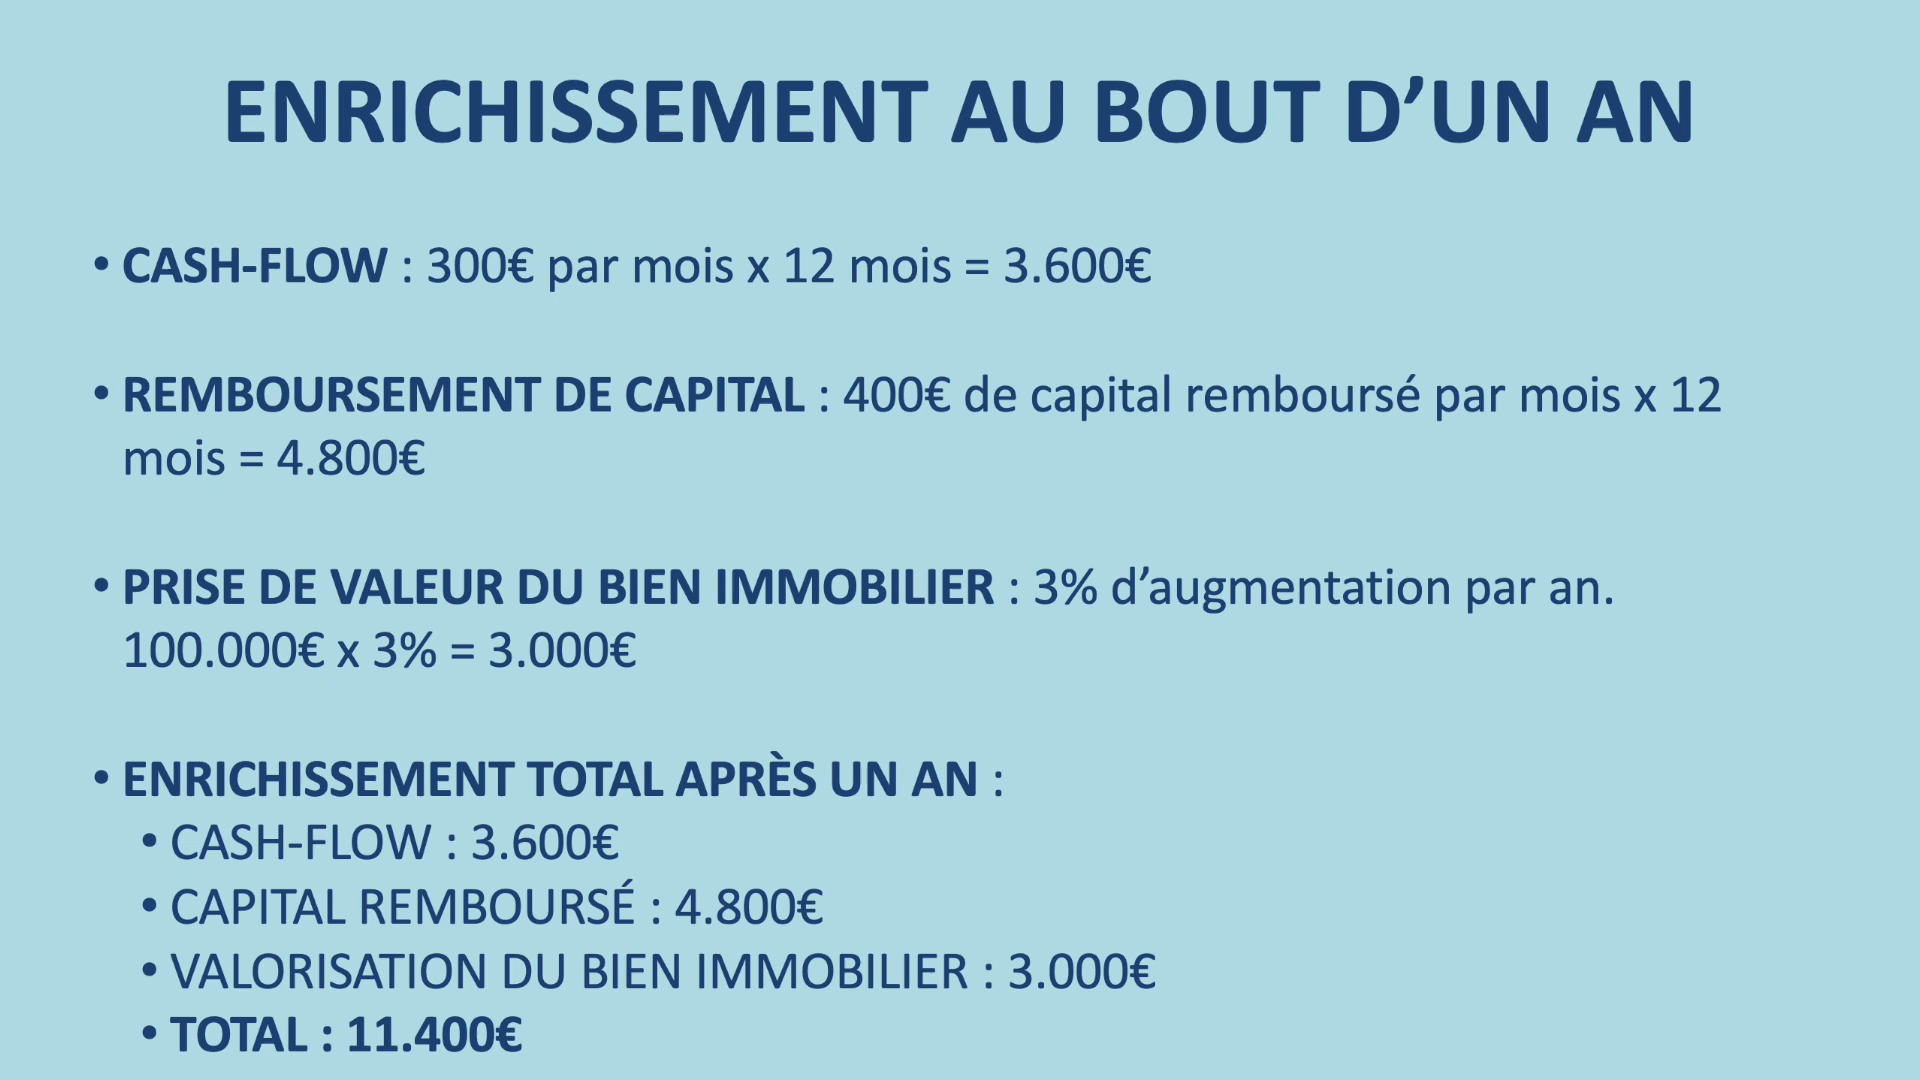 ENRICHISSEMENT AU BOUT D’UN AN
• CASH-FLOW : 300€ par mois x 12 mois = 3.600€
• REMBOURSEMENT DE CAPITAL : 400€ de capital remboursé par mois x 12
mois = 4.800€
• PRISE DE VALEUR DU BIEN IMMOBILIER : 3% d’augmentation par an.
100.000€ x 3% = 3.000€
• ENRICHISSEMENT TOTAL APRÈS UN AN :
• CASH-FLOW : 3.600€
• CAPITAL REMBOURSÉ : 4.800€
• VALORISATION DU BIEN IMMOBILIER : 3.000€
• TOTAL : 11.400€